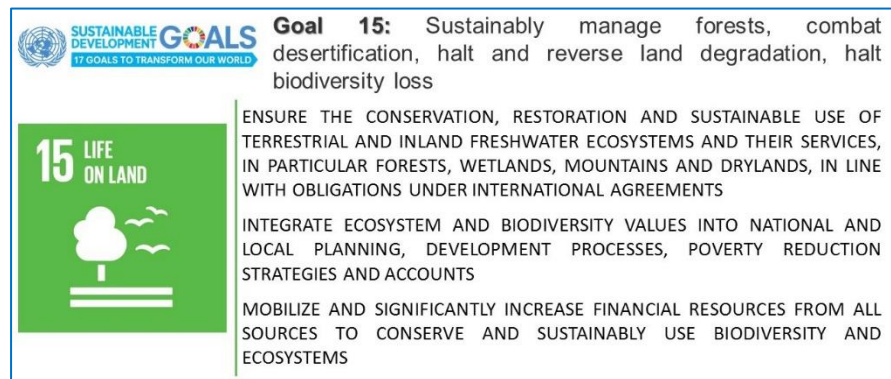 SUSTAINABLE
DEVELOPMENT GOALS
17 GOALS TO TRANSFORM OUR WORLD
Goal 15: Sustainably manage forests, combat
desertification, halt and reverse land degradation, halt
biodiversity loss
15 LIFE
ON LAND
ENSURE THE CONSERVATION, RESTORATION AND SUSTAINABLE USE OF
TERRESTRIAL AND INLAND FRESHWATER ECOSYSTEMS AND THEIR SERVICES,
IN PARTICULAR FORESTS, WETLANDS, MOUNTAINS AND DRYLANDS, IN LINE
WITH OBLIGATIONS UNDER INTERNATIONAL AGREEMENTS
INTEGRATE ECOSYSTEM AND BIODIVERSITY VALUES INTO NATIONAL AND
LOCAL PLANNING, DEVELOPMENT PROCESSES, POVERTY REDUCTION
STRATEGIES AND ACCOUNTS
MOBILIZE AND SIGNIFICANTLY INCREASE FINANCIAL RESOURCES FROM ALL
SOURCES TO CONSERVE AND SUSTAINABLY USE BIODIVERSITY AND
ECOSYSTEMS